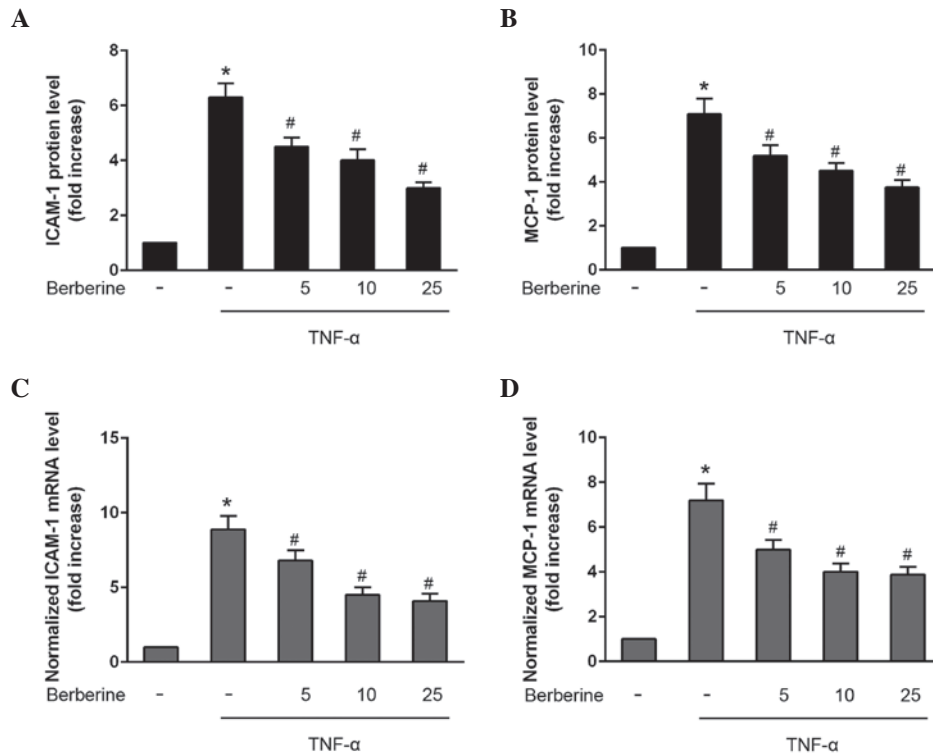 A
ICAM-1 protien level
(fold increase)
8
6
4
2
0
*
#
#
#
Berberine - - 5 10 25
TNF-α
B
MCP-1 protein level
(fold increase)
10
8
6
4
2
0
*
#
#
#
Berberine - - 5 10 25
TNF-α
C
Normalized ICAM-1 mRNA level
(fold increase)
15
10
5
0
*
#
#
#
Berberine - - 5 10 25
TNF-α
D
Normalized MCP-1 mRNA level
(fold increase)
10
8
6
4
2
0
*
#
#
#
Berberine - - 5 10 25
TNF-α